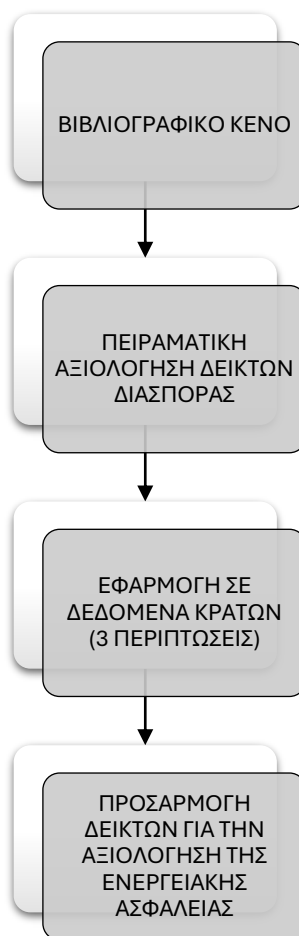 ΒΙΒΛΙΟΓΡΑΦΙΚΟ ΚΕΝΟ
ΠΕΙΡΑΜΑΤΙΚΗ
ΑΞΙΟΛΟΓΗΣΗ ΔΕΙΚΤΩΝ
ΔΙΑΣΠΟΡΑΣ
ΕΦΑΡΜΟΓΗ ΣΕ
ΔΕΔΟΜΕΝΑ ΚΡΑΤΩΝ
(3 ΠΕΡΙΠΤΩΣΕΙΣ)
ΠΡΟΣΑΡΜΟΓΗ
ΔΕΙΚΤΩΝ ΓΙΑ ΤΗΝ
ΑΞΙΟΛΟΓΗΣΗ ΤΗΣ
ΕΝΕΡΓΕΙΑΚΗΣ
ΑΣΦΑΛΕΙΑΣ